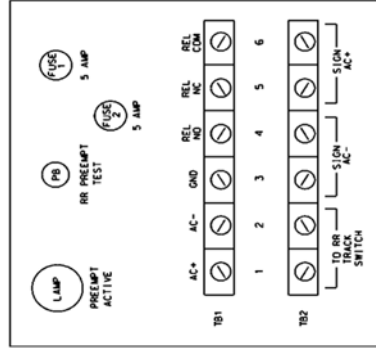 LAMP
PREEMPT
ACTIVE
PB
RR PREEMPT
TEST
FUSE
1
5 AMP
FUSE
2
5 AMP
TB1
AC+
AC-
GND
REL
NO
REL
NC
REL
COM
1
2
3
4
5
6
TB2
TO RR
TRACK
SWITCH
SIGN
AC-
SIGN
AC+